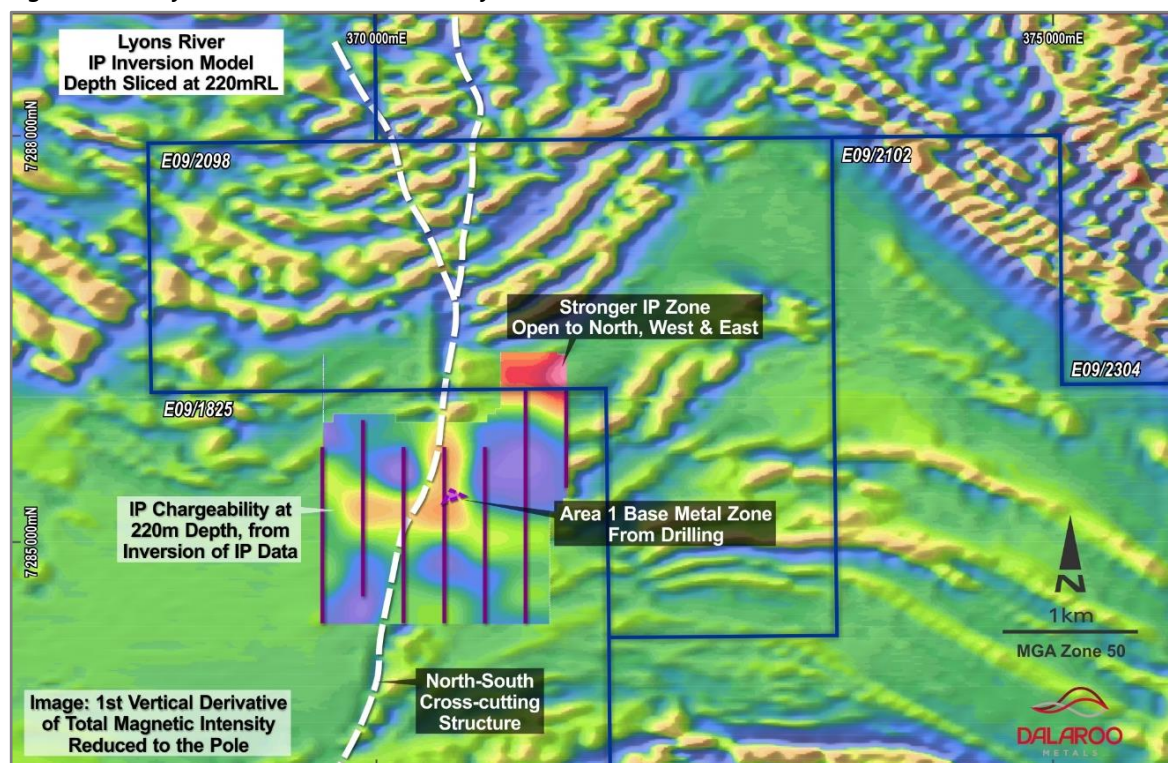 Lyons River
IP Inversion Model
Depth Sliced at 220mRL
370 000mE
375 000mE
7 288 000mN
E09/2098
E09/2102
Stronger IP Zone
Open to North, West & East
E09/2304
E09/1825
IP Chargeability at
220m Depth, from
Inversion of IP Data
Area 1 Base Metal Zone
From Drilling
7 285 000mN
N
1km
MGA Zone 50
North-South
Cross-cutting
Structure
Image: 1st Vertical Derivative
of Total Magnetic Intensity
Reduced to the Pole
DALAROO
METALS